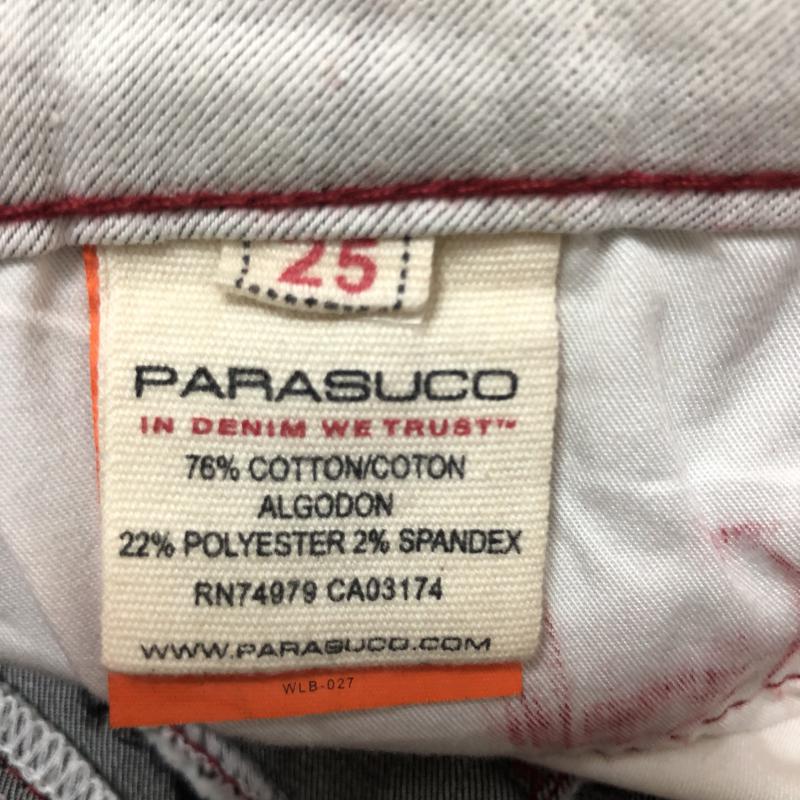 25
PARASUCO
IN DENIM WE TRUST™
76% COTTON/COTON
ALGODON
22% POLYESTER 2% SPANDEX
RN74979 CA03174
WWW.PARASUCO.COM
WLB-027